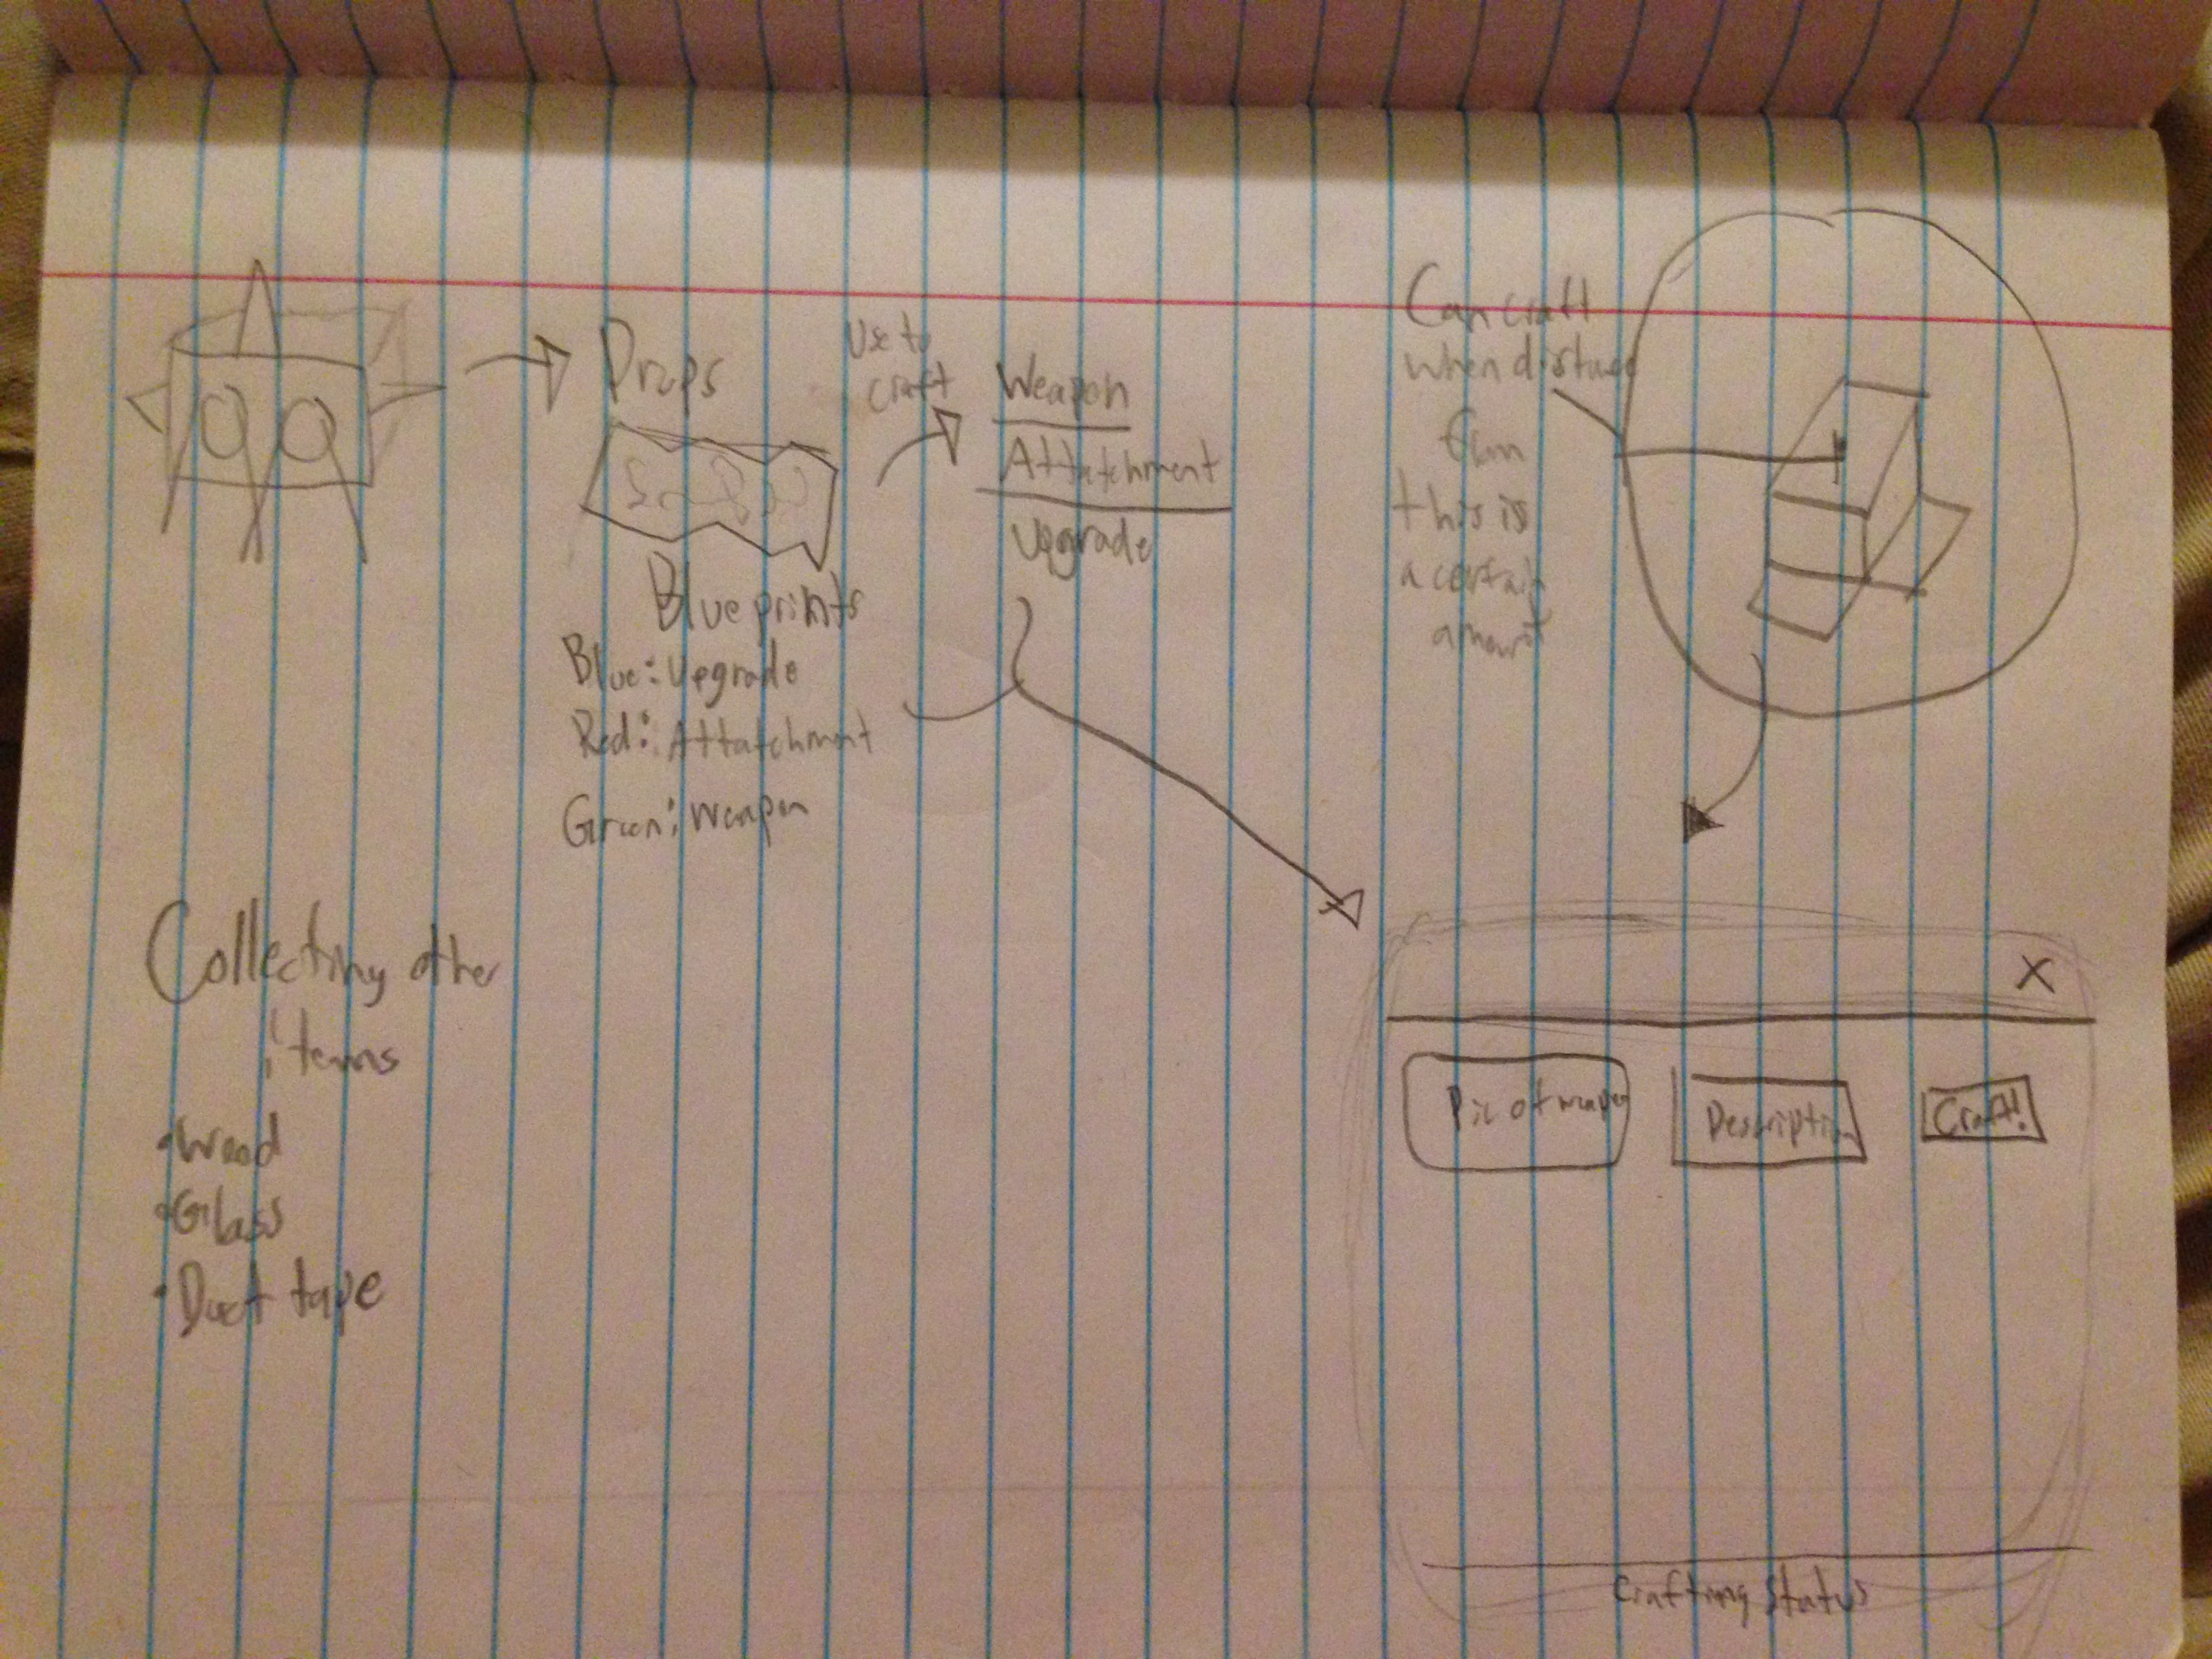 Drops
Use to
craft
Weapon
Attatchment
Upgrade
Blueprints
Blue: Upgrade
Red: Attatchment
Green: Weapon
Can craft
when distance
from
this is
a certain
amount
Collecting other
items
• Wood
• Glass
• Duct tape
X
Pic of weapon
Description
Craft!
Crafting Status